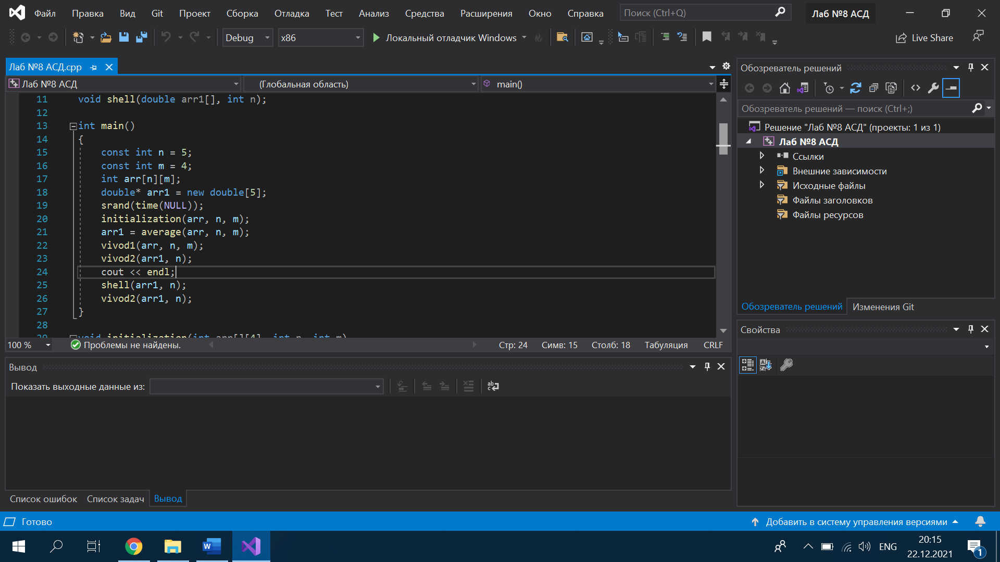 Файл Правка Вид Git Проект Сборка Отладка Тест Анализ Средства Расширения Окно Справка Поиск (Ctrl+Q) Лаб №8 АСД
Debug x86 Локальный отладчик Windows Live Share
Лаб №8 АСД.cpp
Лаб №8 АСД (Глобальная область) main()
11 void shell(double arr1[], int n);
12
13 int main()
14 {
15 const int n = 5;
16 const int m = 4;
17 int arr[n][m];
18 double* arr1 = new double[5];
19 srand(time(NULL));
20 initialization(arr, n, m);
21 arr1 = average(arr, n, m);
22 vivod1(arr, n, m);
23 vivod2(arr1, n);
24 cout << endl;
25 shell(arr1, n);
26 vivod2(arr1, n);
27 }
28
29 void initialization(int arr[][4], int n, int m)
100 % Проблемы не найдены. Стр: 24 Симв: 15 Столб: 18 Табуляция CRLF
Вывод
Показать выходные данные из:
Список ошибок Список задач Вывод
Обозреватель решений
Обозреватель решений — поиск (Ctrl+;)
Решение "Лаб №8 АСД" (проекты: 1 из 1)
Лаб №8 АСД
Ссылки
Внешние зависимости
Исходные файлы
Файлы заголовков
Файлы ресурсов
Обозреватель решений Изменения Git
Свойства
Готово Добавить в систему управления версиями
ENG 20:15
22.12.2021
1